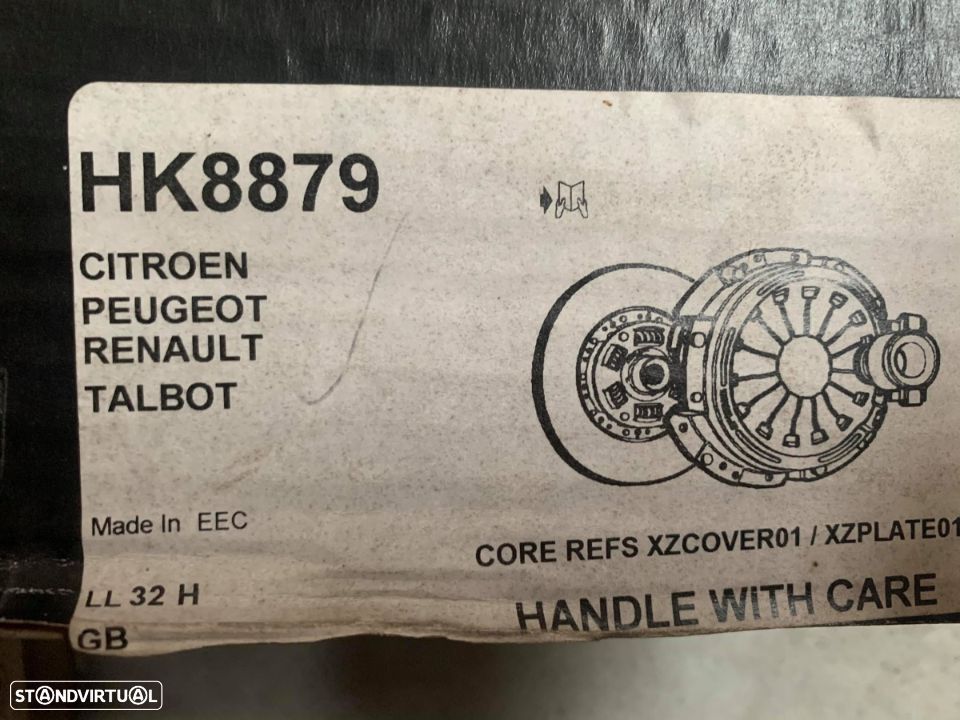 HK8879
CITROEN
PEUGEOT
RENAULT
TALBOT
Made In EEC
CORE REFS XZCOVER01 / XZPLATE01
LL 32 H
HANDLE WITH CARE
GB
STANDVIRTUAL